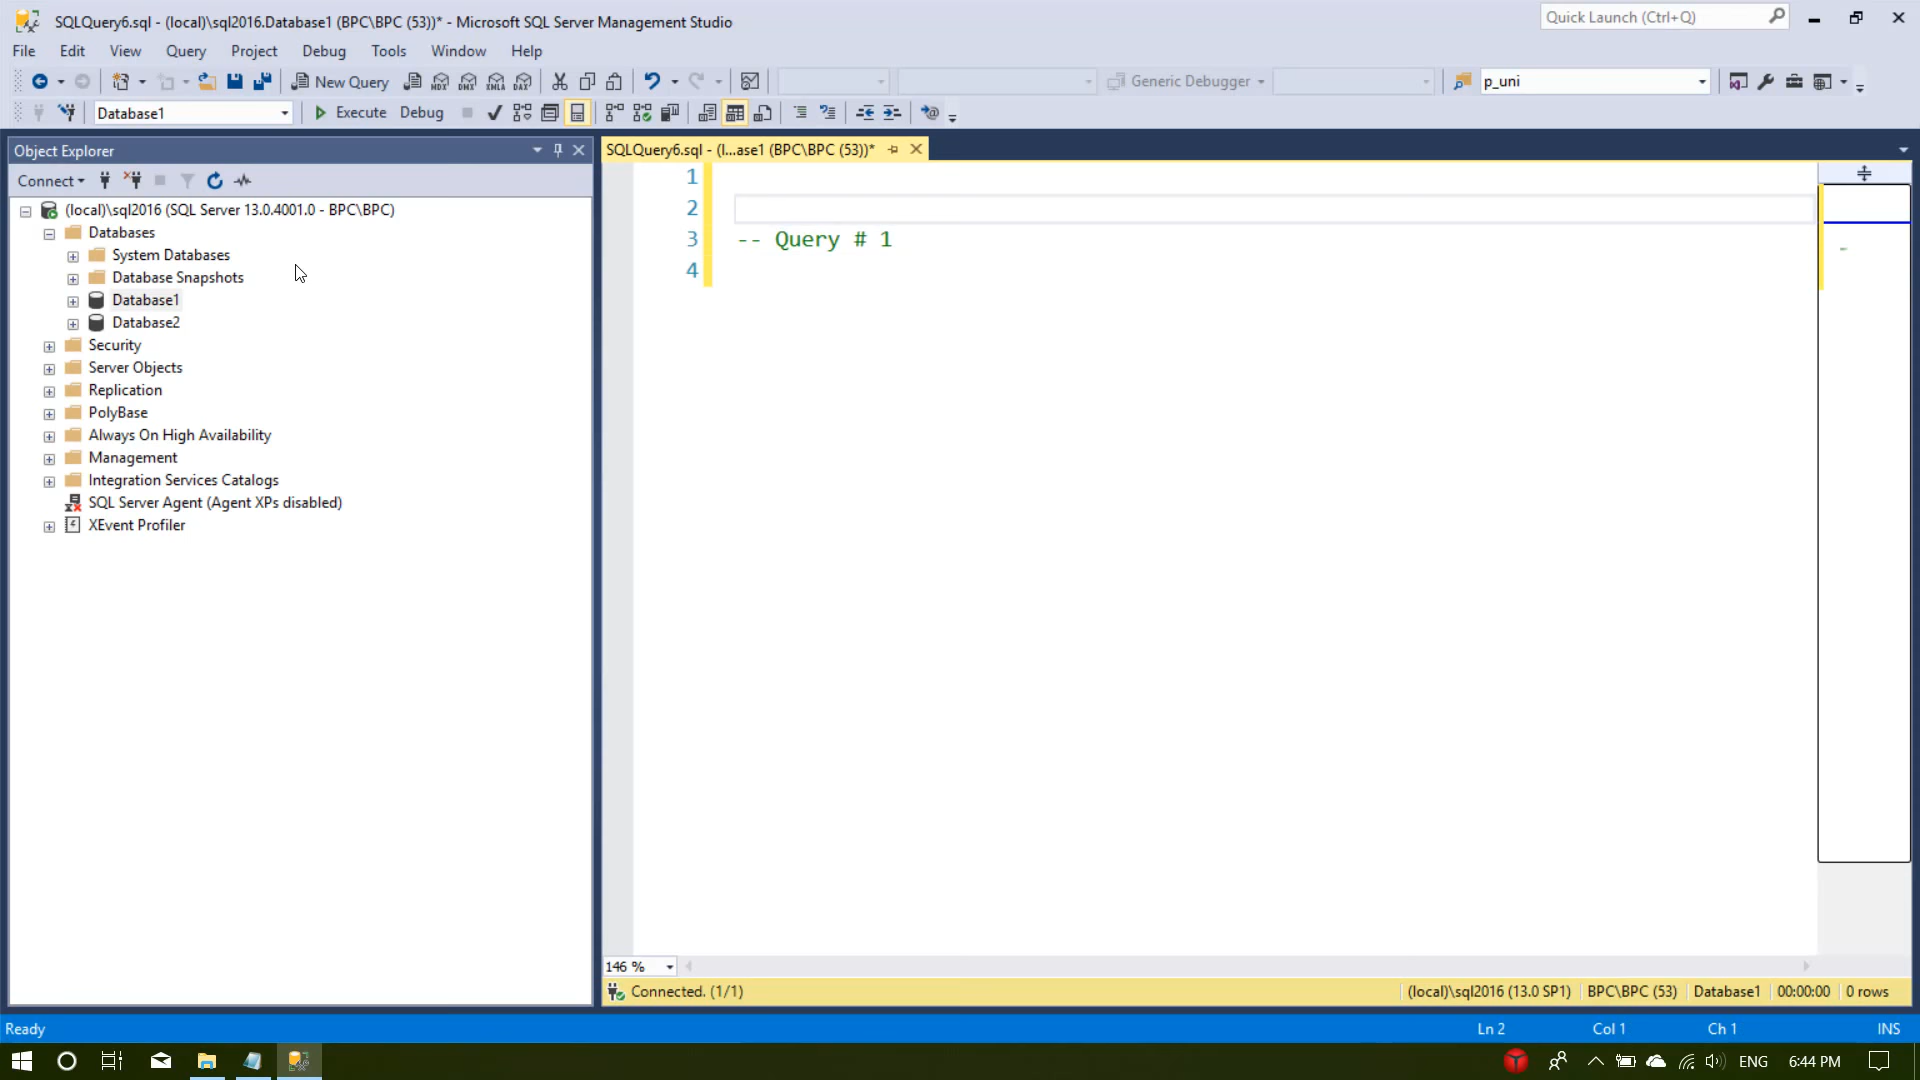 SQLQuery6.sql - (local)\sql2016.Database1 (BPC\BPC (53))* - Microsoft SQL Server Management Studio
Quick Launch (Ctrl+Q)
File Edit View Query Project Debug Tools Window Help
New Query MDX DMX XMLA DAX Generic Debugger p_uni
Database1 Execute Debug
Object Explorer
SQLQuery6.sql - (l...ase1 (BPC\BPC (53))*
Connect
(local)\sql2016 (SQL Server 13.0.4001.0 - BPC\BPC)
Databases
System Databases
Database Snapshots
Database1
Database2
Security
Server Objects
Replication
PolyBase
Always On High Availability
Management
Integration Services Catalogs
SQL Server Agent (Agent XPs disabled)
XEvent Profiler
1
2
3 -- Query # 1
4
146 %
Connected. (1/1) (local)\sql2016 (13.0 SP1) BPC\BPC (53) Database1 00:00:00 0 rows
Ready Ln 2 Col 1 Ch 1 INS
ENG 6:44 PM